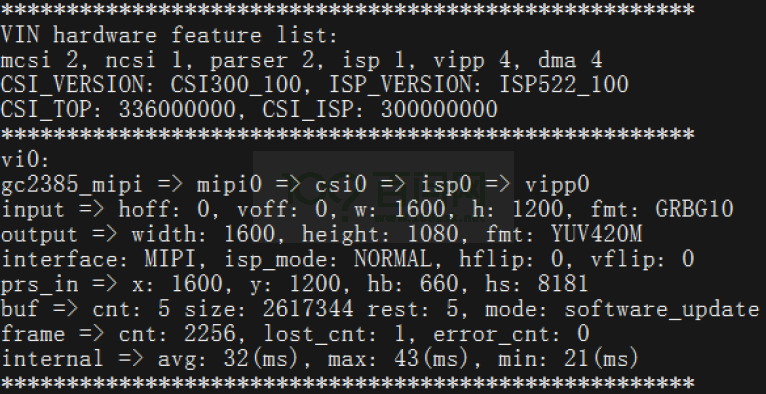 *******************************************************
VIN hardware feature list:
mcsi 2, ncsi 1, parser 2, isp 1, vipp 4, dma 4
CSI_VERSION: CSI300_100, ISP_VERSION: ISP522_100
CSI_TOP: 336000000, CSI_ISP: 300000000
*******************************************************
vi0:
gc2385_mipi => mipi0 => csi0 => isp0 => vipp0
input => hoff: 0, voff: 0, w: 1600, h: 1200, fmt: GRBG10
output => width: 1600, height: 1080, fmt: YUV420M
interface: MIPI, isp_mode: NORMAL, hflip: 0, vflip: 0
prs_in => x: 1600, y: 1200, hb: 660, hs: 8181
buf => cnt: 5 size: 2617344 rest: 5, mode: software_update
frame => cnt: 2256, lost_cnt: 1, error_cnt: 0
internal => avg: 32(ms), max: 43(ms), min: 21(ms)
*******************************************************